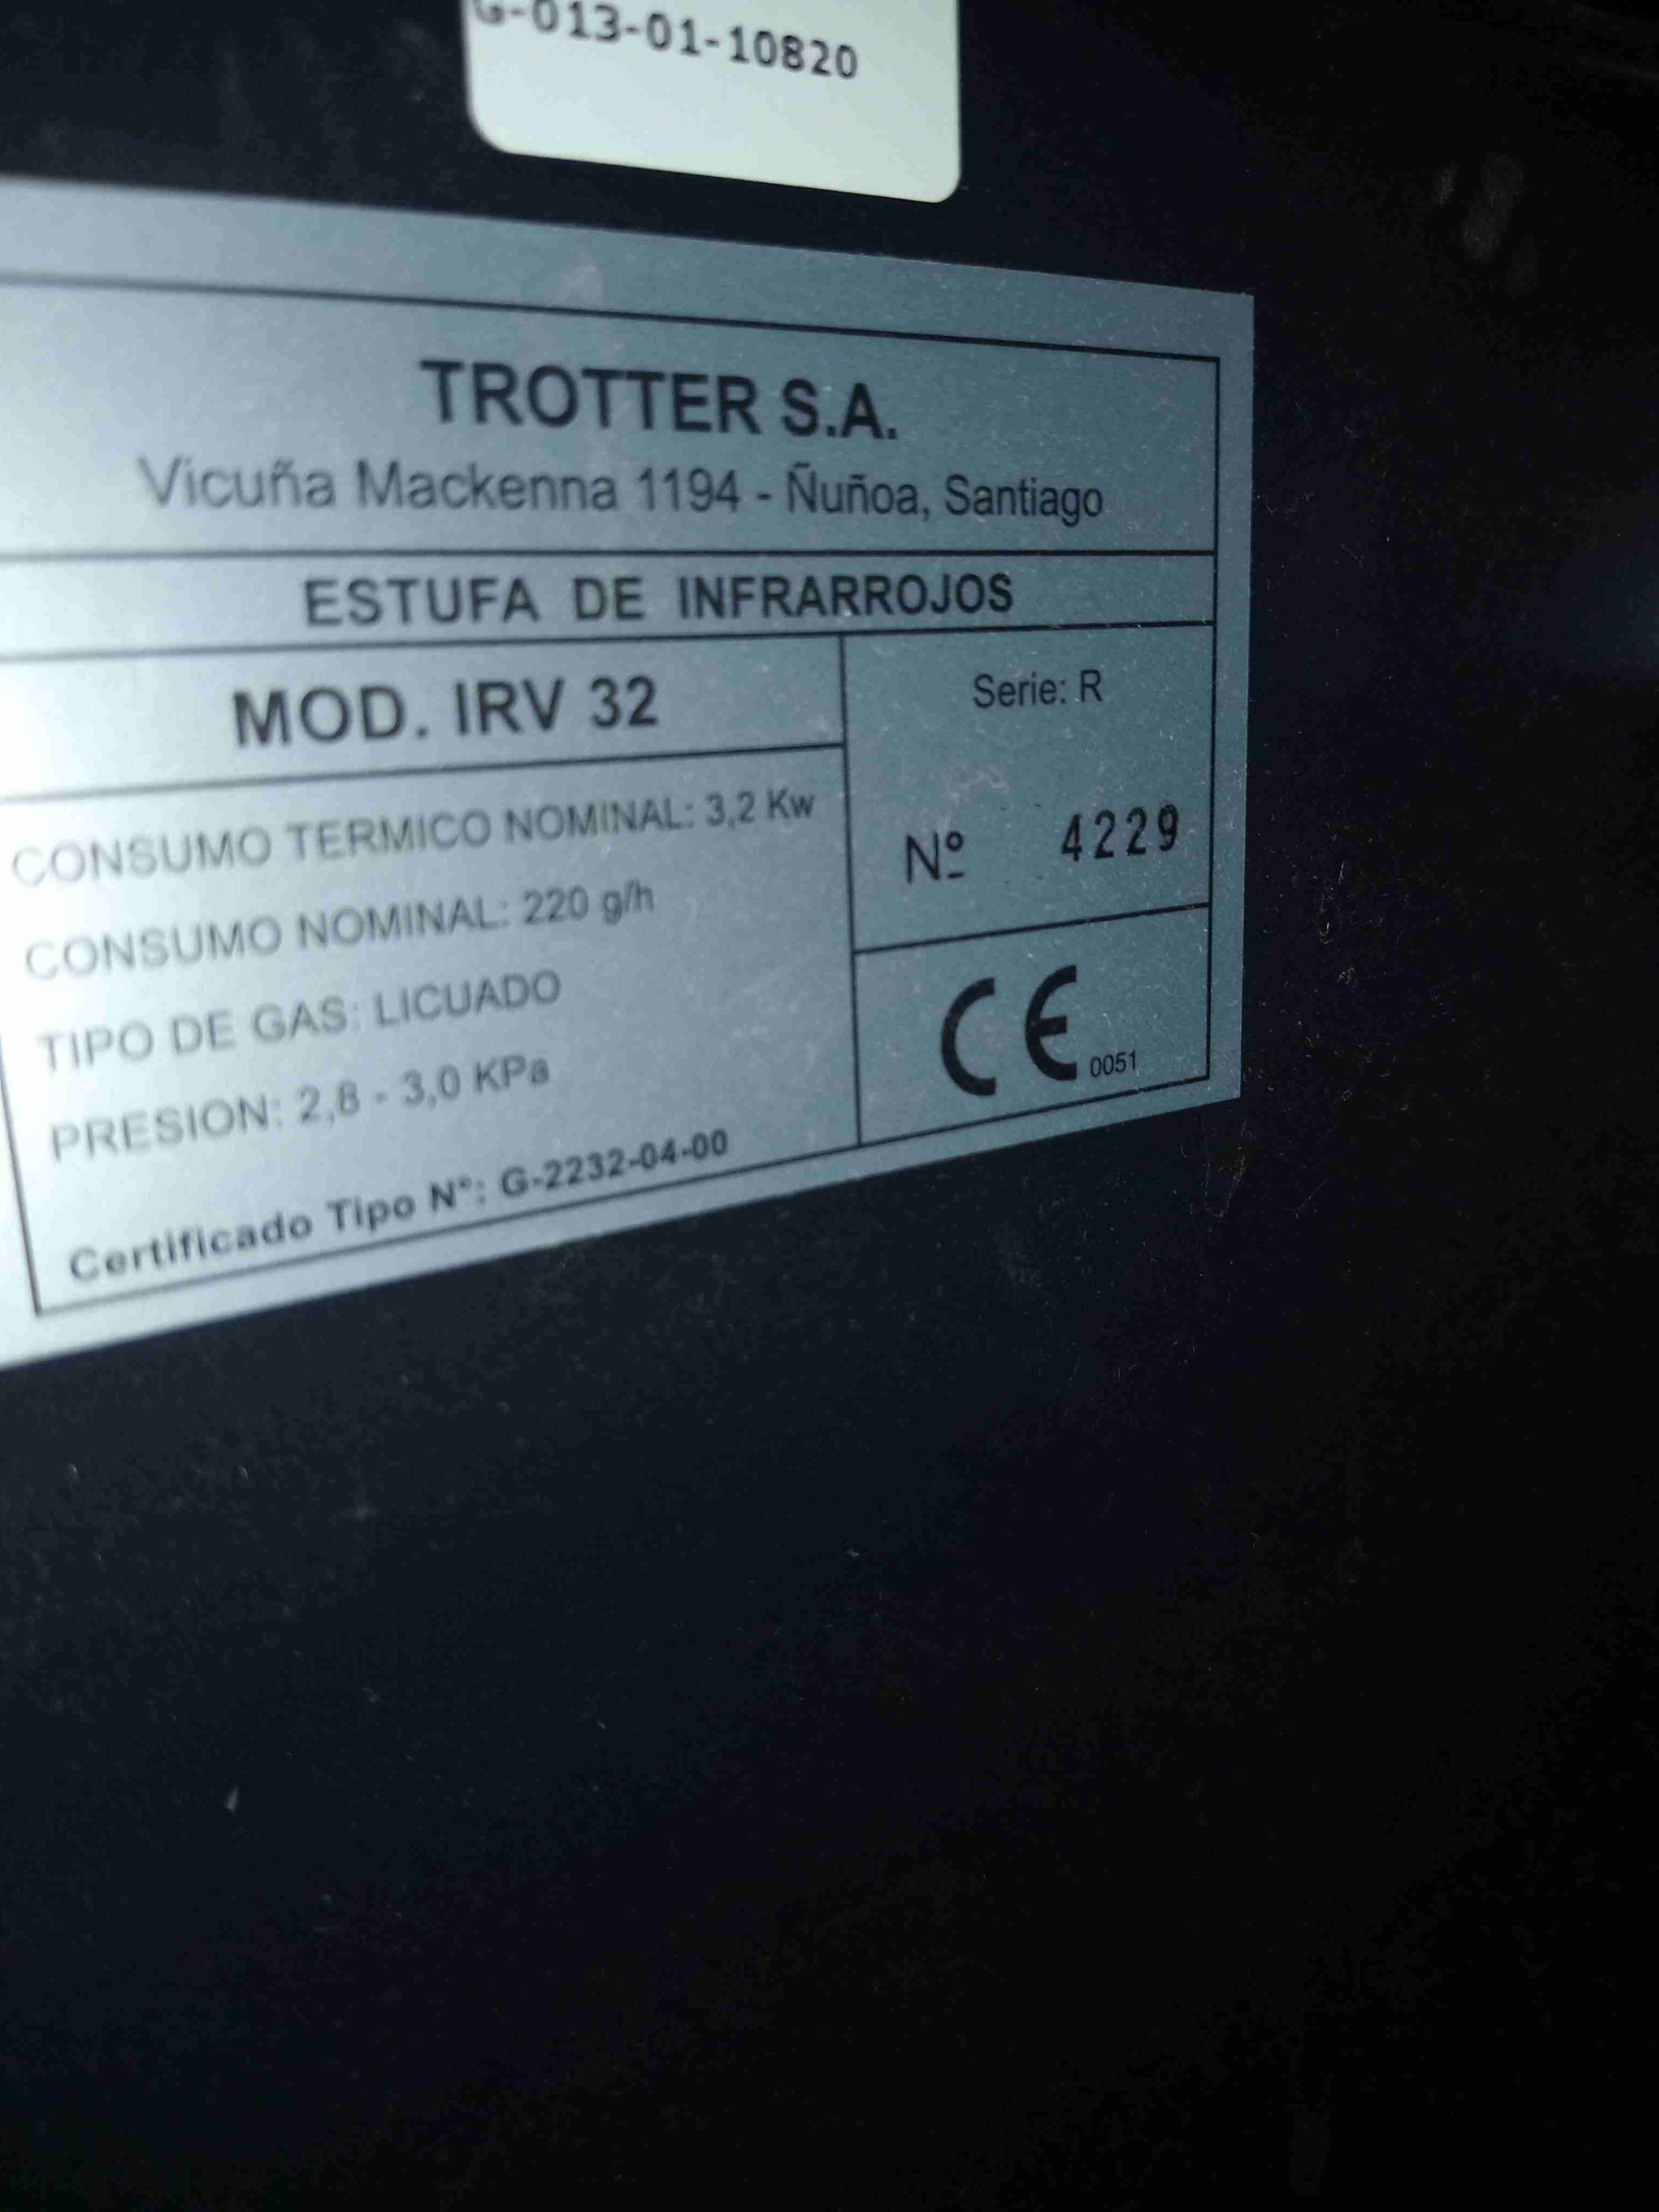 G-013-01-10820
TROTTER S.A.
Vicuña Mackenna 1194 - Ñuñoa, Santiago
ESTUFA DE INFRARROJOS
MOD. IRV 32
Serie: R
CONSUMO TERMICO NOMINAL: 3,2 Kw
Nº 4229
CONSUMO NOMINAL: 220 g/h
TIPO DE GAS: LICUADO
PRESION: 2,8 - 3,0 KPa
CE 0051
Certificado Tipo N°: G-2232-04-00